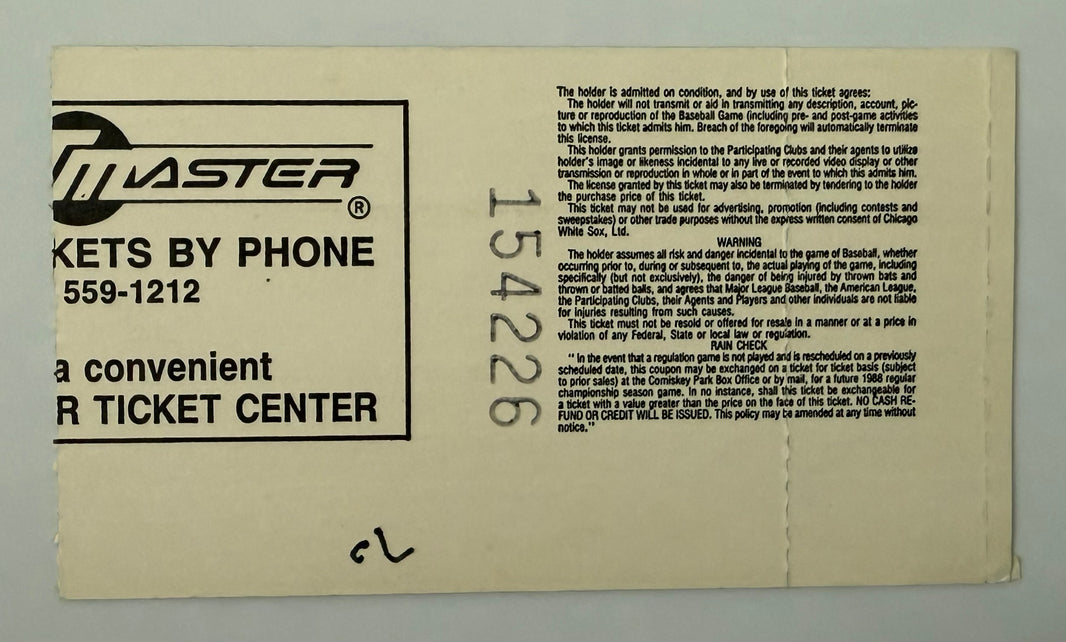 MASTER
®
KETS BY PHONE
559-1212
a convenient
R TICKET CENTER
154226
The holder is admitted on condition, and by use of this ticket agrees:
The holder will not transmit or aid in transmitting any description, account, pic-
ture or reproduction of the Baseball Game (including pre- and post-game activities
to which this ticket admits him. Breach of the foregoing will automatically terminate
this license.
This holder grants permission to the Participating Clubs and their agents to utilize
holder's image or likeness incidental to any live or recorded video display or other
transmission or reproduction in whole or in part of the event to which this admits him.
The license granted by this ticket may also be terminated by tendering to the holder
the purchase price of this ticket.
This ticket may not be used for advertising, promotion (including contests and
sweepstakes) or other trade purposes without the express written consent of Chicago
White Sox, Ltd.
WARNING
The holder assumes all risk and danger incidental to the game of Baseball, whether
occurring prior to, during or subsequent to, the actual playing of the game, including
specifically (but not exclusively), the danger of being injured by thrown bats and
thrown or batted balls, and agrees that Major League Baseball, the American League,
the Participating Clubs, their Agents and Players and other individuals are not liable
for injuries resulting from such causes.
This ticket must not be resold or offered for resale in a manner or at a price in
violation of any Federal, State or local law or regulation.
RAIN CHECK
"In the event that a regulation game is not played and is rescheduled on a previously
scheduled date, this coupon may be exchanged on a ticket for ticket basis (subject
to prior sales) at the Comiskey Park Box Office or by mail, for a future 1988 regular
championship season game. In no instance, shall this ticket be exchangeable for
a ticket with a value greater than the price on the face of this ticket. NO CASH RE-
FUND OR CREDIT WILL BE ISSUED. This policy may be amended at any time without
notice."